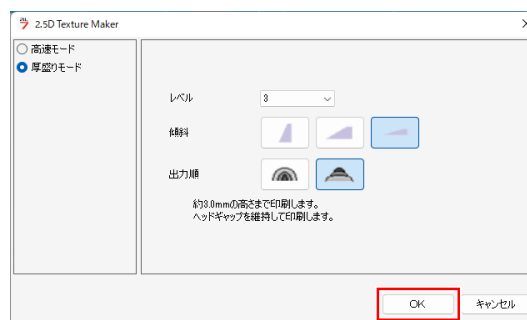 2.5D Texture Maker
高速モード
厚盛りモード
レベル
3
傾斜
出力順
約3.0mmの高さまで印刷します。
ヘッドギャップを維持して印刷します。
OK
キャンセル